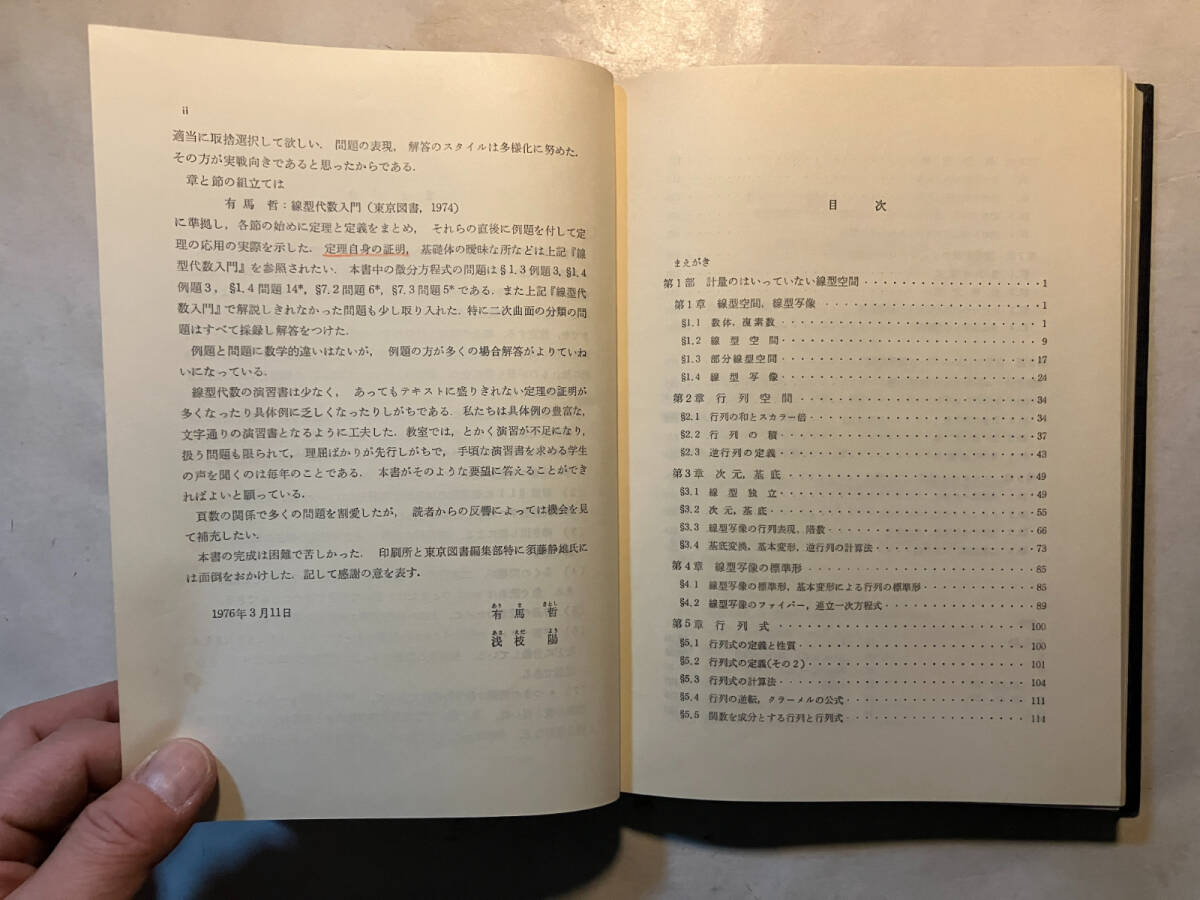 ii
適当に取捨選択して欲しい．問題の表現，解答のスタイルは多様化に努めた．
その方が実戦向きであると思ったからである．
章と節の組立ては
有馬 哲：線型代数入門（東京図書，1974）
に準拠し，各節の始めに定理と定義をまとめ，それらの直後に例題を付して定
理の応用の実際を示した．定理自身の証明，基礎体の曖昧な所などは上記『線
型代数入門』を参照されたい．本書中の微分方程式の問題は§1.3例題3，§1.4
例題3，§1.4問題14*，§7.2問題6*，§7.3問題5*である．また上記『線型代
数入門』で解説しきれなかった問題も少し取り入れた．特に二次曲面の分類の問
題はすべて採録し解答をつけた．
例題と問題に数学的違いはないが，例題の方が多くの場合解答がよりていね
いになっている．
線型代数の演習書は少なく，あってもテキストに盛りきれない定理の証明が
多くなったり具体例に乏しくなったりしがちである．私たちは具体例の豊富な，
文字通りの演習書となるように工夫した．教室では，とかく演習が不足になり，
扱う問題も限られて，理屈ばかりが先行しがちで，手頃な演習書を求める学生
の声を聞くのは毎年のことである．本書がそのような要望に答えることができ
ればよいと願っている．
頁数の関係で多くの問題を割愛したが，読者からの反響によっては機会を見
て補充したい．
本書の完成は困難で苦しかった．印刷所と東京図書編集部特に須藤静雄氏に
は面倒をおかけした．記して感謝の意を表す．
1976年3月11日
あり ま さとし
有馬 哲
あさ えだ よう
浅枝 陽
目次
まえがき
第1部 計量のはいっていない線型空間・・・1
第1章 線型空間，線型写像・・・1
§1.1 数体，複素数・・・1
§1.2 線型空間・・・9
§1.3 部分線型空間・・・17
§1.4 線型写像・・・24
第2章 行列空間・・・34
§2.1 行列の和とスカラー倍・・・34
§2.2 行列の積・・・37
§2.3 逆行列の定義・・・43
第3章 次元，基底・・・49
§3.1 線型独立・・・49
§3.2 次元，基底・・・55
§3.3 線型写像の行列表現，階数・・・66
§3.4 基底変換，基本変形，逆行列の計算法・・・73
第4章 線型写像の標準形・・・85
§4.1 線型写像の標準形，基本変形による行列の標準形・・・85
§4.2 線型写像のファイバー，連立一次方程式・・・89
第5章 行列式・・・100
§5.1 行列式の定義と性質・・・100
§5.2 行列式の定義（その2）・・・101
§5.3 行列式の計算法・・・104
§5.4 行列の逆転，クラーメルの公式・・・111
§5.5 関数を成分とする行列と行列式・・・114